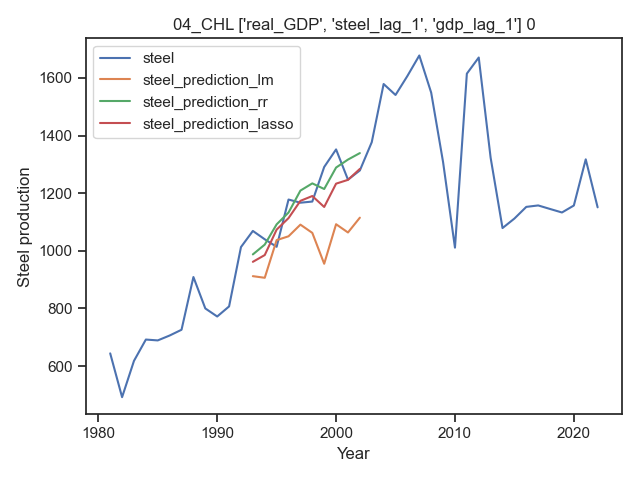 04_CHL ['real_GDP', 'steel_lag_1', 'gdp_lag_1'] 0
steel
steel_prediction_lm
steel_prediction_rr
steel_prediction_lasso
Steel production
1600
1400
1200
1000
800
600
1980
1990
2000
2010
2020
Year